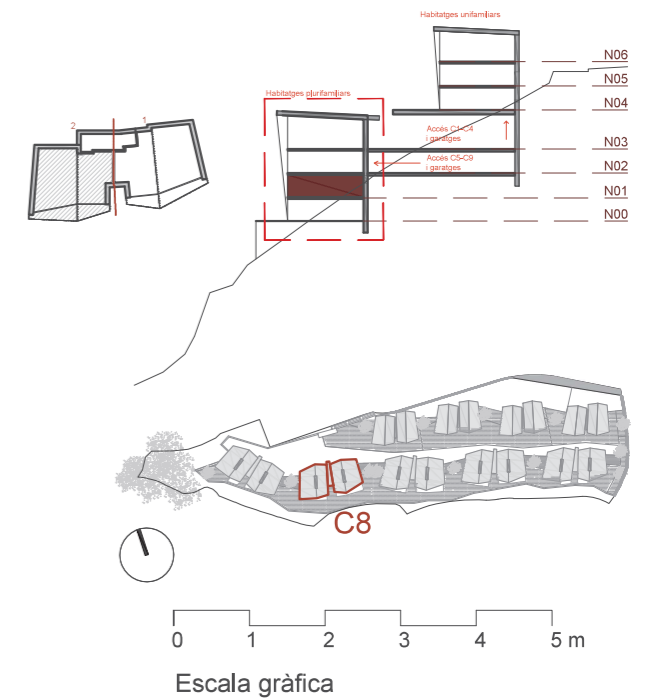 Habitatges unifamiliars
N06
N05
Habitatges plurifamiliars
N04
2
1
Accés C1-C4
i garatges
N03
Accés C5-C9
i garatges
N02
N01
N00
C8
0 1 2 3 4 5 m
Escala gràfica